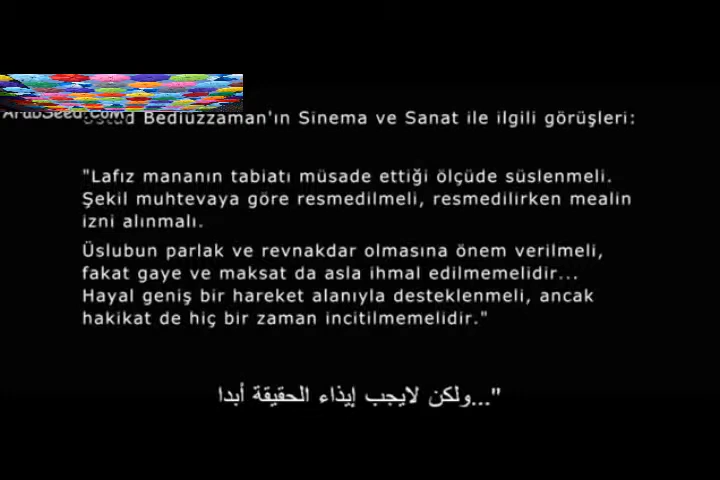 ArabSeed.Com
Üstad Bediüzzaman'ın Sinema ve Sanat ile ilgili görüşleri:
"Lafız mananın tabiatı müsade ettiği ölçüde süslenmeli.
Şekil muhtevaya göre resmedilmeli, resmedilirken mealin
izni alınmalı.
Üslubun parlak ve revnakdar olmasına önem verilmeli,
fakat gaye ve maksat da asla ihmal edilmemelidir...
Hayal geniş bir hareket alanıyla desteklenmeli, ancak
hakikat de hiç bir zaman incitilmemelidir."
"...ولكن لايجب إيذاء الحقيقة أبدا